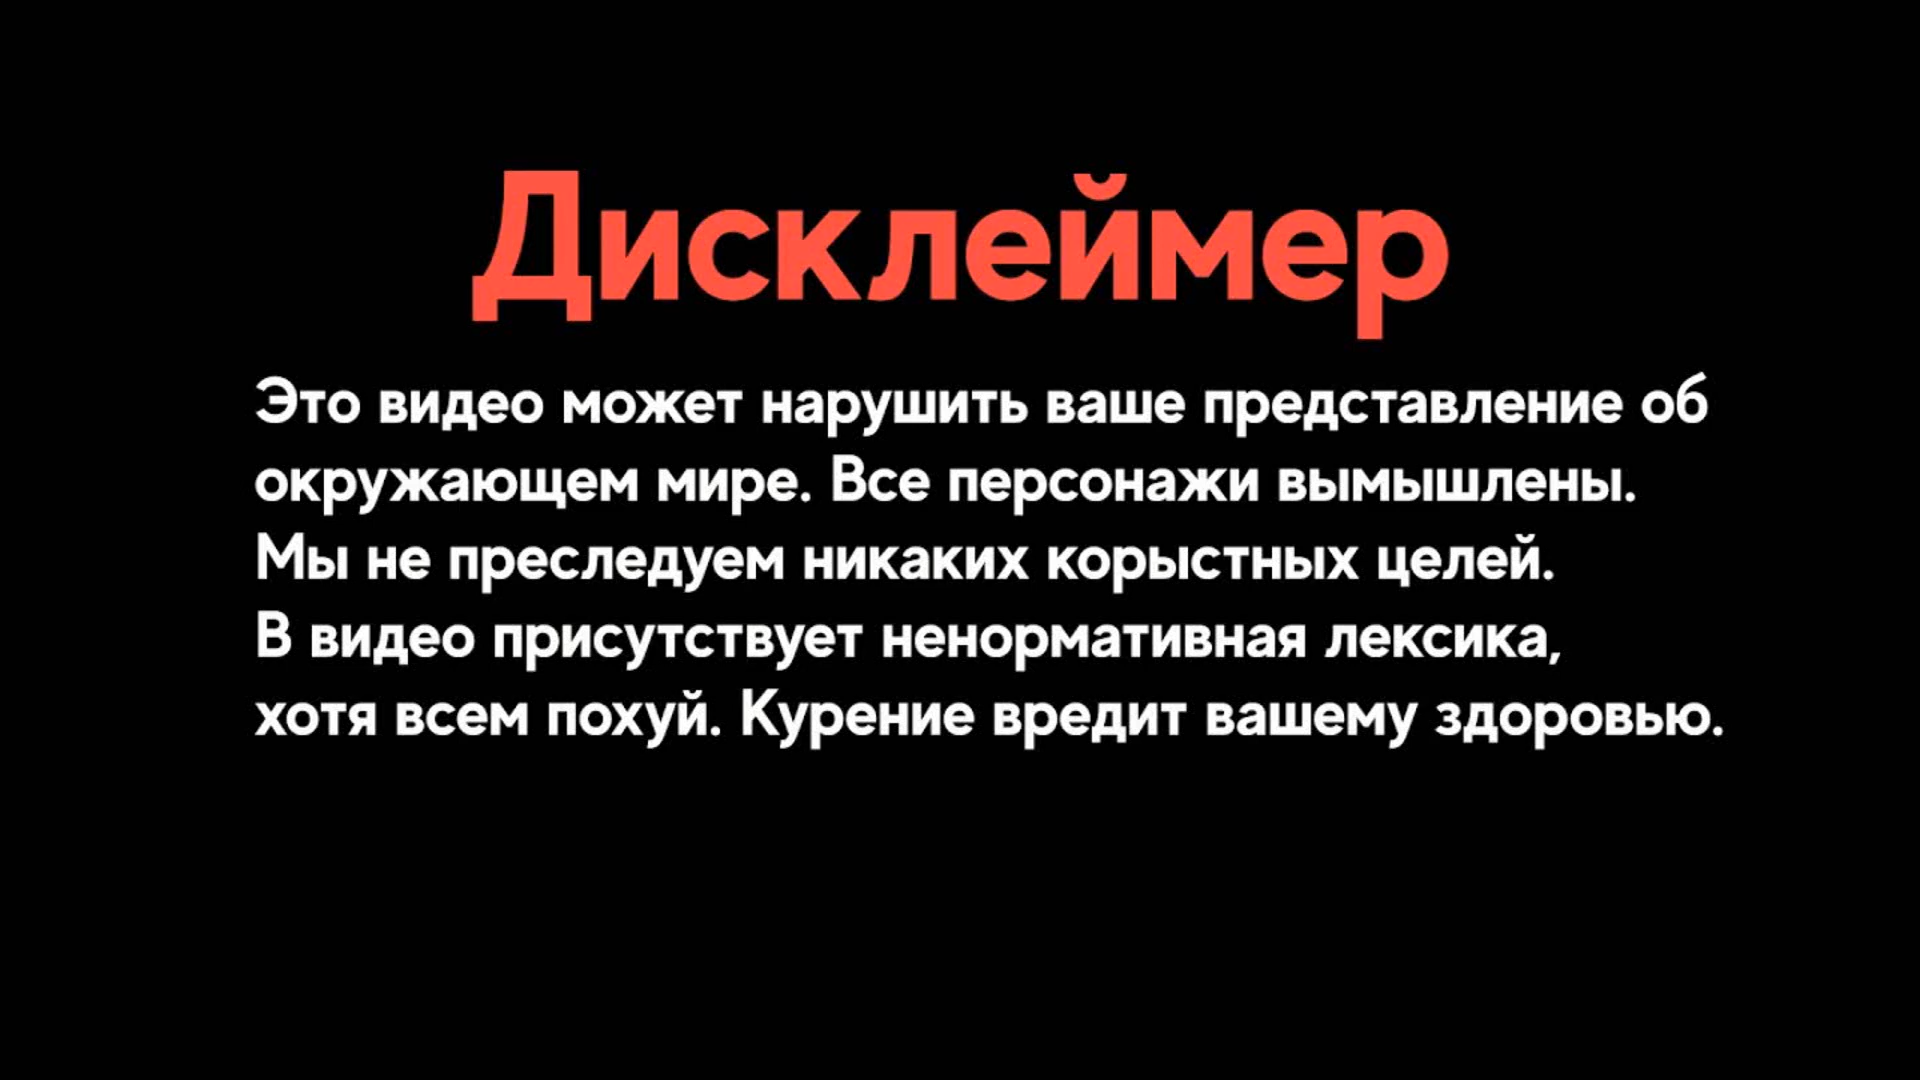 Дисклеймер
Это видео может нарушить ваше представление об
окружающем мире. Все персонажи вымышлены.
Мы не преследуем никаких корыстных целей.
В видео присутствует ненормативная лексика,
хотя всем похуй. Курение вредит вашему здоровью.